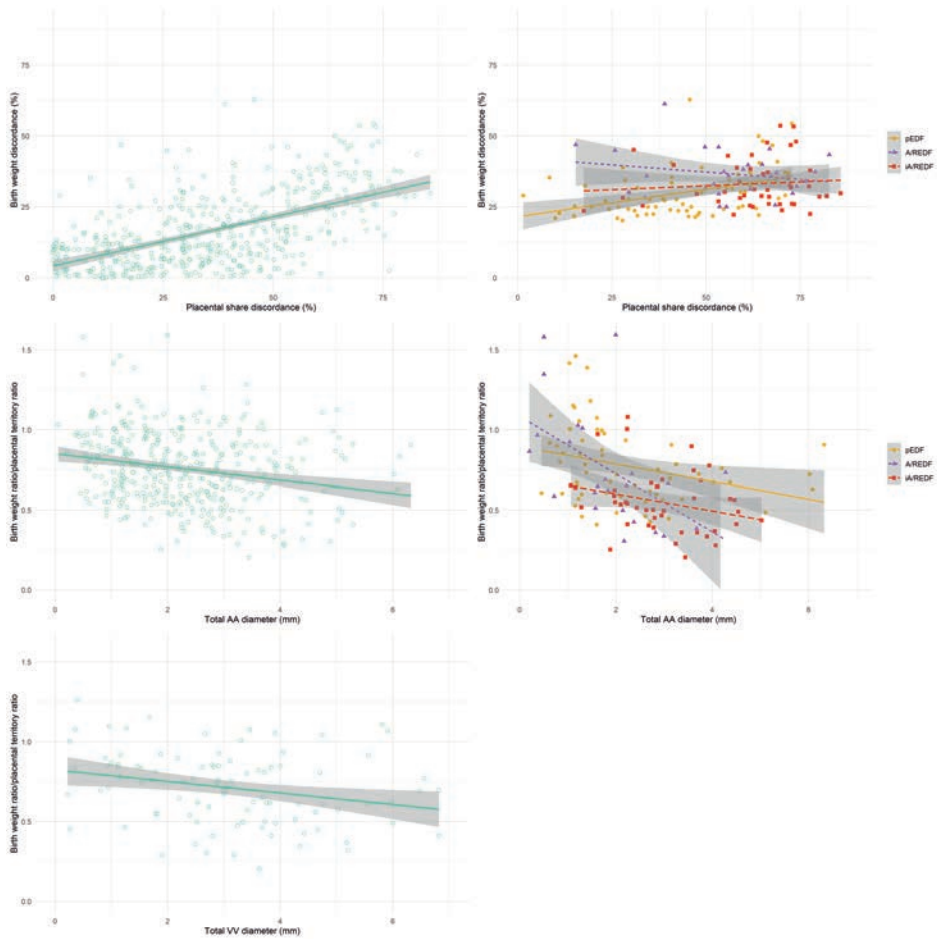 Birth weight discordance (%)
75
50
25
0
0
25
50
75
Placental share discordance (%)
Birth weight discordance (%)
75
50
25
0
0
25
50
75
Placental share discordance (%)
pEDF
A/REDF
iA/REDF
Birth weight ratio/placental territory ratio
1.5
1.0
0.5
0.0
0
2
4
6
Total AA diameter (mm)
Birth weight ratio/placental territory ratio
1.5
1.0
0.5
0.0
0
2
4
6
Total AA diameter (mm)
pEDF
A/REDF
iA/REDF
Birth weight ratio/placental territory ratio
1.5
1.0
0.5
0.0
0
2
4
6
Total VV diameter (mm)